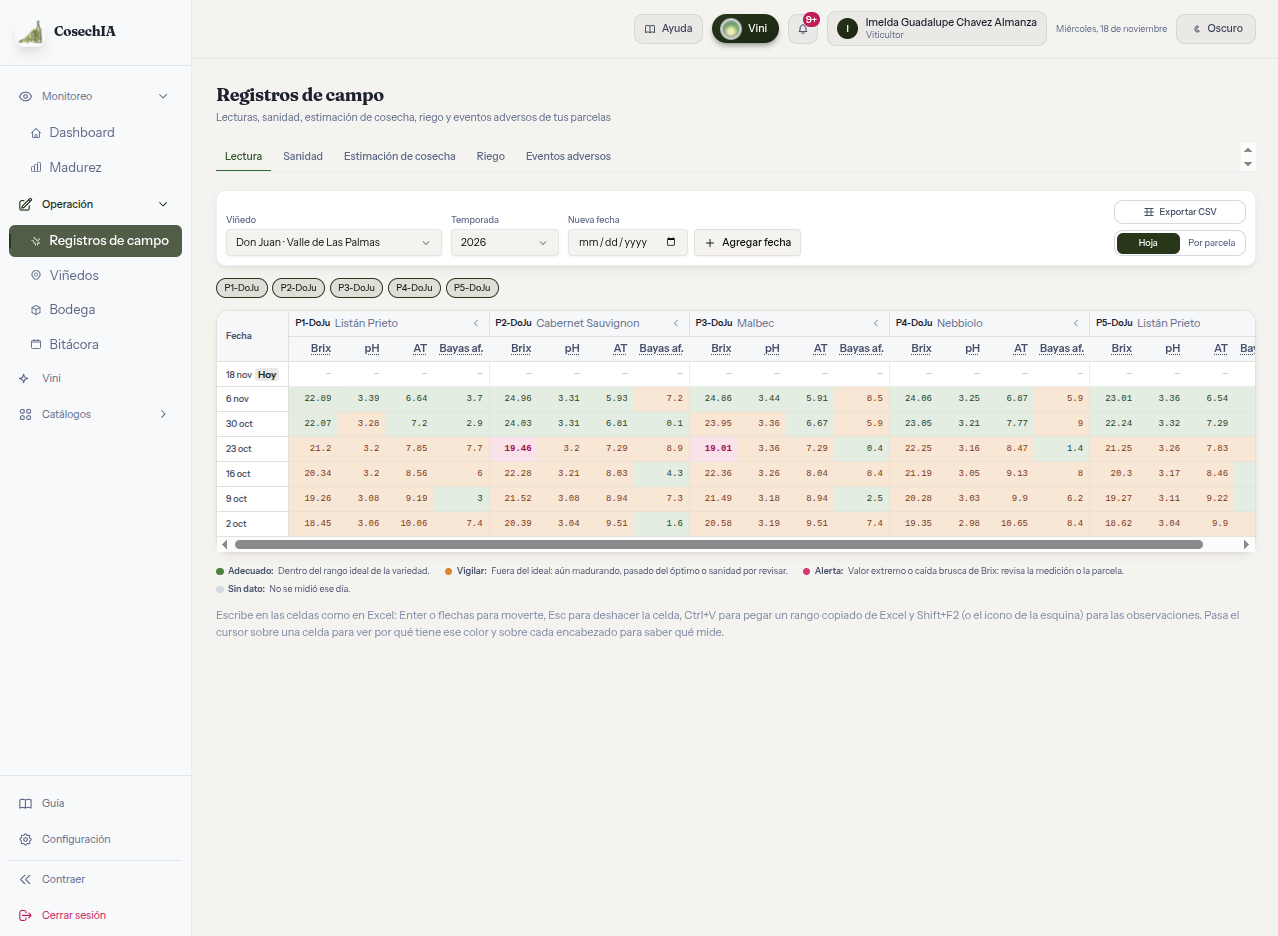 CosechIA
Ayuda
Vini
9+
I
Imelda Guadalupe Chavez Almanza
Viticultor
Miércoles, 18 de noviembre
Oscuro
Monitoreo
Dashboard
Madurez
Operación
Registros de campo
Viñedos
Bodega
Bitácora
Vini
Catálogos
Guía
Configuración
Contraer
Cerrar sesión
Registros de campo
Lecturas, sanidad, estimación de cosecha, riego y eventos adversos de tus parcelas
Lectura Sanidad Estimación de cosecha Riego Eventos adversos
Viñedo Temporada Nueva fecha
Don Juan · Valle de Las Palmas 2026 mm/dd/yyyy + Agregar fecha
Exportar CSV
Hoja Por parcela
P1-DoJu P2-DoJu P3-DoJu P4-DoJu P5-DoJu
Fecha P1-DoJu Listán Prieto P2-DoJu Cabernet Sauvignon P3-DoJu Malbec P4-DoJu Nebbiolo P5-DoJu Listán Prieto
Brix pH AT Bayas af. Brix pH AT Bayas af. Brix pH AT Bayas af. Brix pH AT Bayas af. Brix pH AT Bay
18 nov Hoy — — — — — — — — — — — — — — — — — — —
6 nov 22.89 3.39 6.64 3.7 24.96 3.31 5.93 7.2 24.86 3.44 5.91 8.5 24.06 3.25 6.87 5.9 23.01 3.36 6.54
30 oct 22.07 3.28 7.2 2.9 24.03 3.31 6.81 0.1 23.95 3.36 6.67 5.9 23.05 3.21 7.77 9 22.24 3.32 7.29
23 oct 21.2 3.2 7.85 7.7 19.46 3.2 7.29 8.9 19.01 3.36 7.29 0.4 22.25 3.16 8.47 1.4 21.25 3.26 7.83
16 oct 20.34 3.2 8.56 6 22.28 3.21 8.03 4.3 22.36 3.26 8.04 8.4 21.19 3.05 9.13 8 20.3 3.17 8.46
9 oct 19.26 3.08 9.19 3 21.52 3.08 8.94 7.3 21.49 3.18 8.94 2.5 20.28 3.03 9.9 6.2 19.27 3.11 9.22
2 oct 18.45 3.06 10.06 7.4 20.39 3.04 9.51 1.6 20.58 3.19 9.51 7.4 19.35 2.98 10.65 8.4 18.62 3.04 9.9
Adecuado: Dentro del rango ideal de la variedad. Vigilar: Fuera del ideal: aún madurando, pasado del óptimo o sanidad por revisar. Alerta: Valor extremo o caída brusca de Brix: revisa la medición o la parcela.
Sin dato: No se midió ese día.
Escribe en las celdas como en Excel: Enter o flechas para moverte, Esc para deshacer la celda, Ctrl+V para pegar un rango copiado de Excel y Shift+F2 (o el icono de la esquina) para las observaciones. Pasa el
cursor sobre una celda para ver por qué tiene ese color y sobre cada encabezado para saber qué mide.